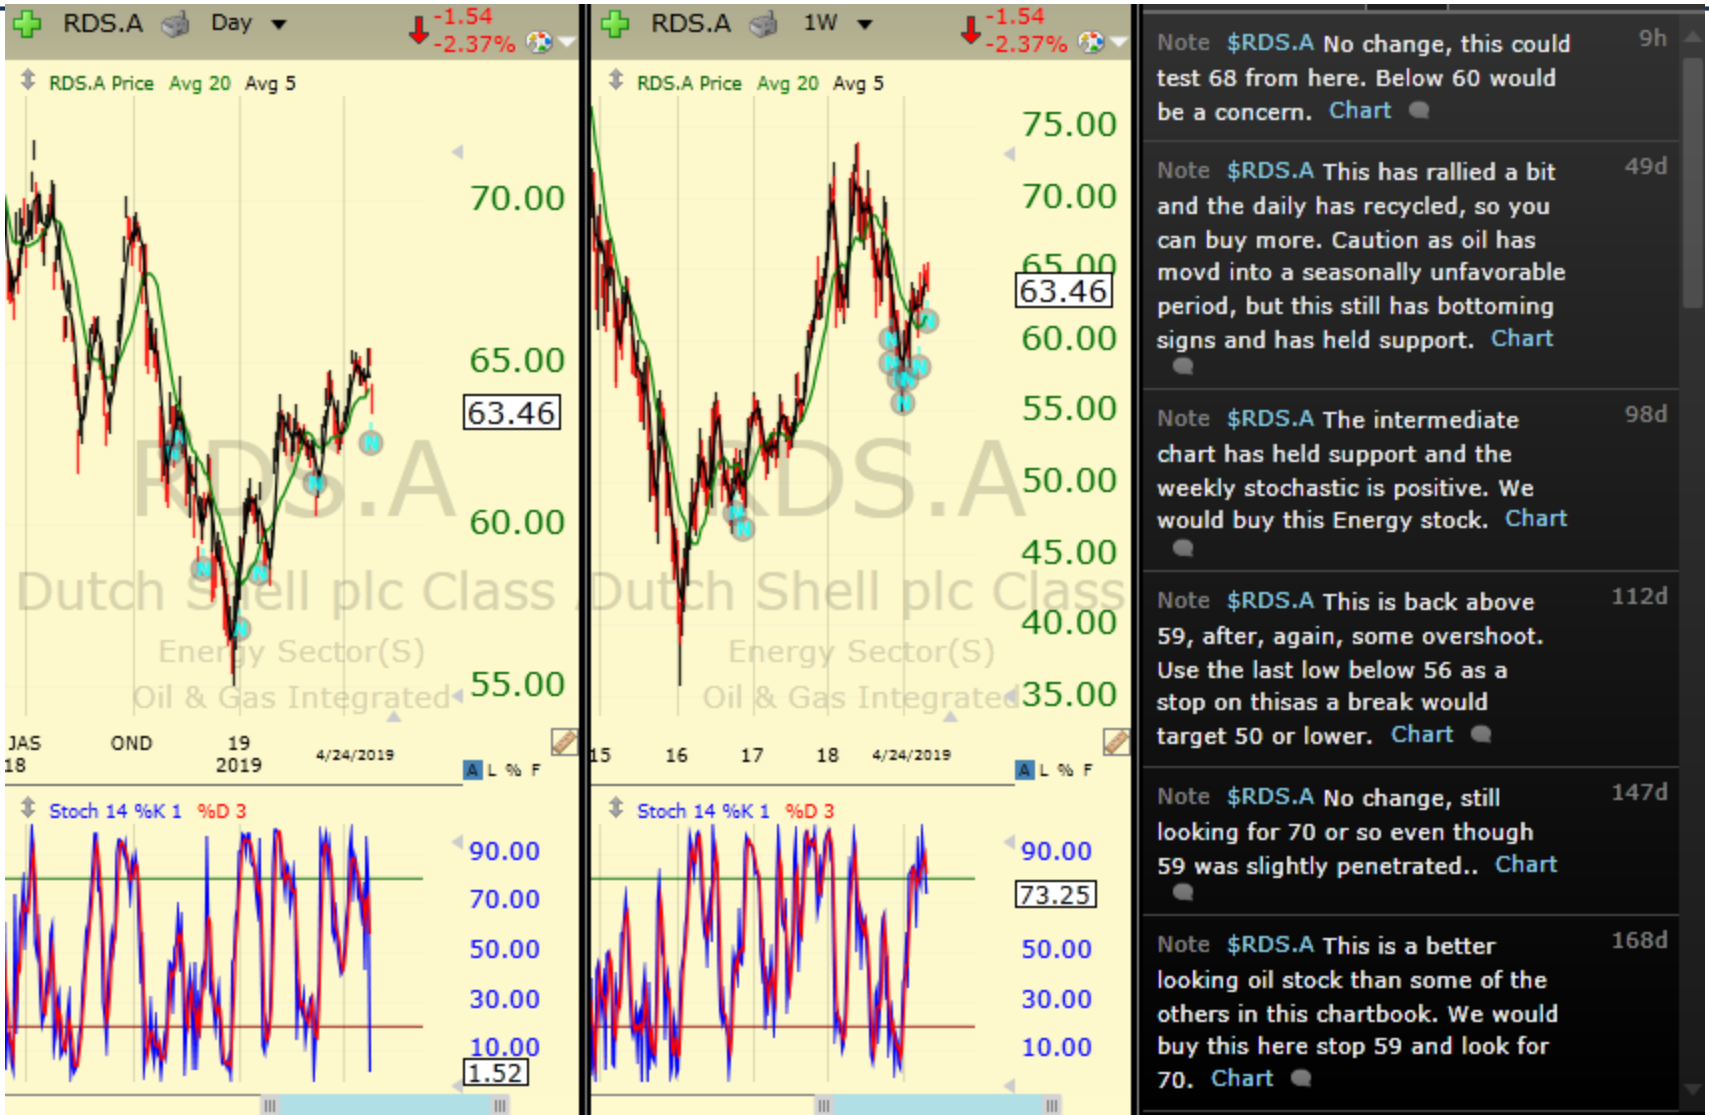 RDS.A Day
-1.54
-2.37%
RDS.A Price Avg 20 Avg 5
70.00
65.00
63.46
60.00
55.00
RDS.A
Dutch Shell plc Class
Energy Sector(S)
Oil & Gas Integrated
JAS OND 19 4/24/2019
18 2019
A L % F
Stoch 14 %K 1 %D 3
90.00
70.00
50.00
30.00
10.00
1.52
N
N
N
N
N
N
N
RDS.A 1W
-1.54
-2.37%
RDS.A Price Avg 20 Avg 5
75.00
70.00
65.00
63.46
60.00
55.00
50.00
45.00
40.00
35.00
RDS.A
Dutch Shell plc Class
Energy Sector(S)
Oil & Gas Integrated
15 16 17 18 4/24/2019
A L % F
Stoch 14 %K 1 %D 3
90.00
73.25
50.00
30.00
10.00
N
N
N
N
N
N
N
N
N
Note $RDS.A No change, this could 9h
test 68 from here. Below 60 would
be a concern. Chart
Note $RDS.A This has rallied a bit 49d
and the daily has recycled, so you
can buy more. Caution as oil has
movd into a seasonally unfavorable
period, but this still has bottoming
signs and has held support. Chart
Note $RDS.A The intermediate 98d
chart has held support and the
weekly stochastic is positive. We
would buy this Energy stock. Chart
Note $RDS.A This is back above 112d
59, after, again, some overshoot.
Use the last low below 56 as a
stop on thisas a break would
target 50 or lower. Chart
Note $RDS.A No change, still 147d
looking for 70 or so even though
59 was slightly penetrated.. Chart
Note $RDS.A This is a better 168d
looking oil stock than some of the
others in this chartbook. We would
buy this here stop 59 and look for
70. Chart